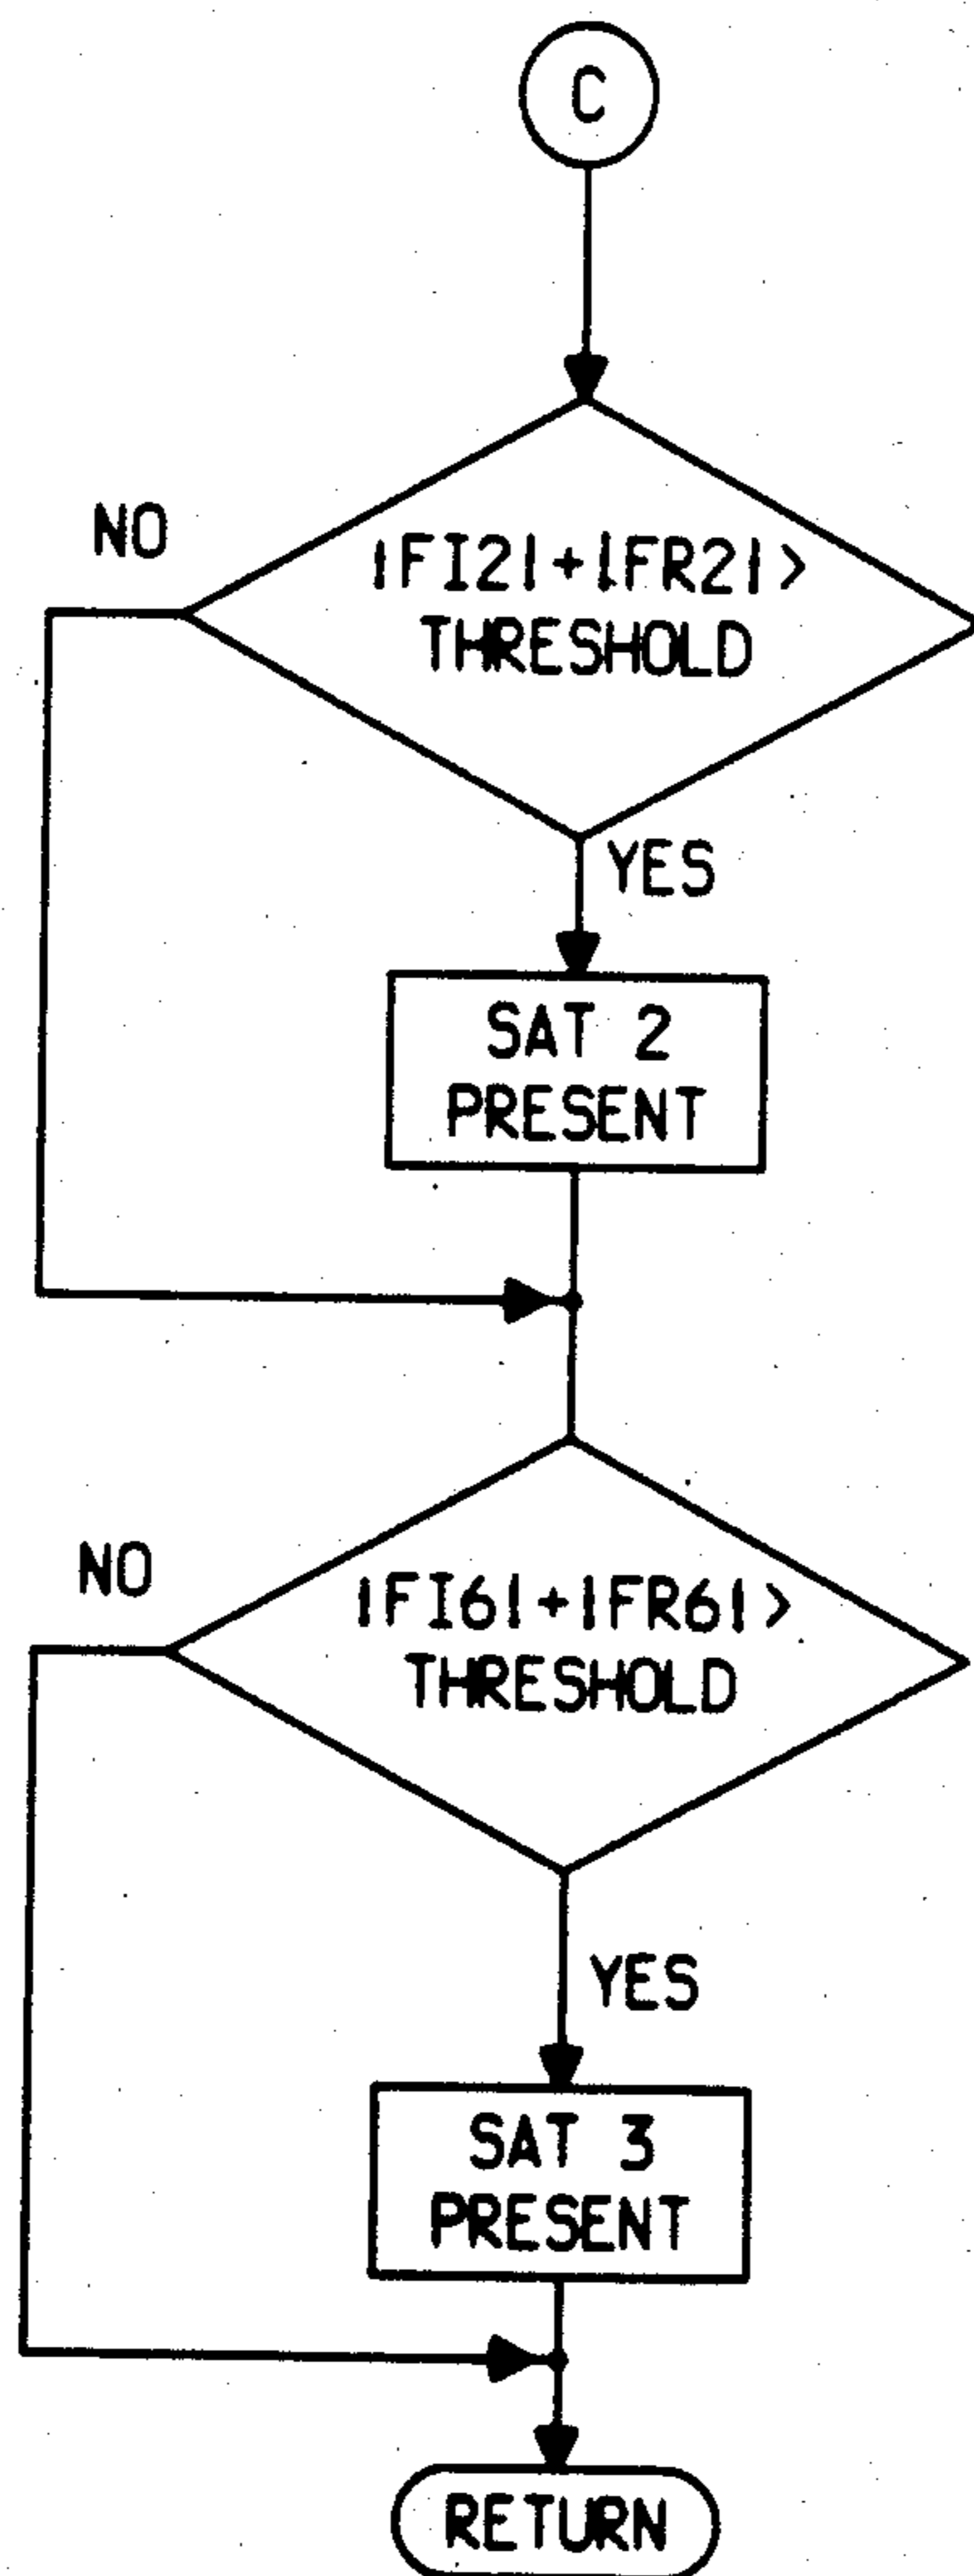 C
NO
|FI2|+|FR2|>
THRESHOLD
YES
SAT 2
PRESENT
NO
|FI6|+|FR6|>
THRESHOLD
YES
SAT 3
PRESENT
RETURN